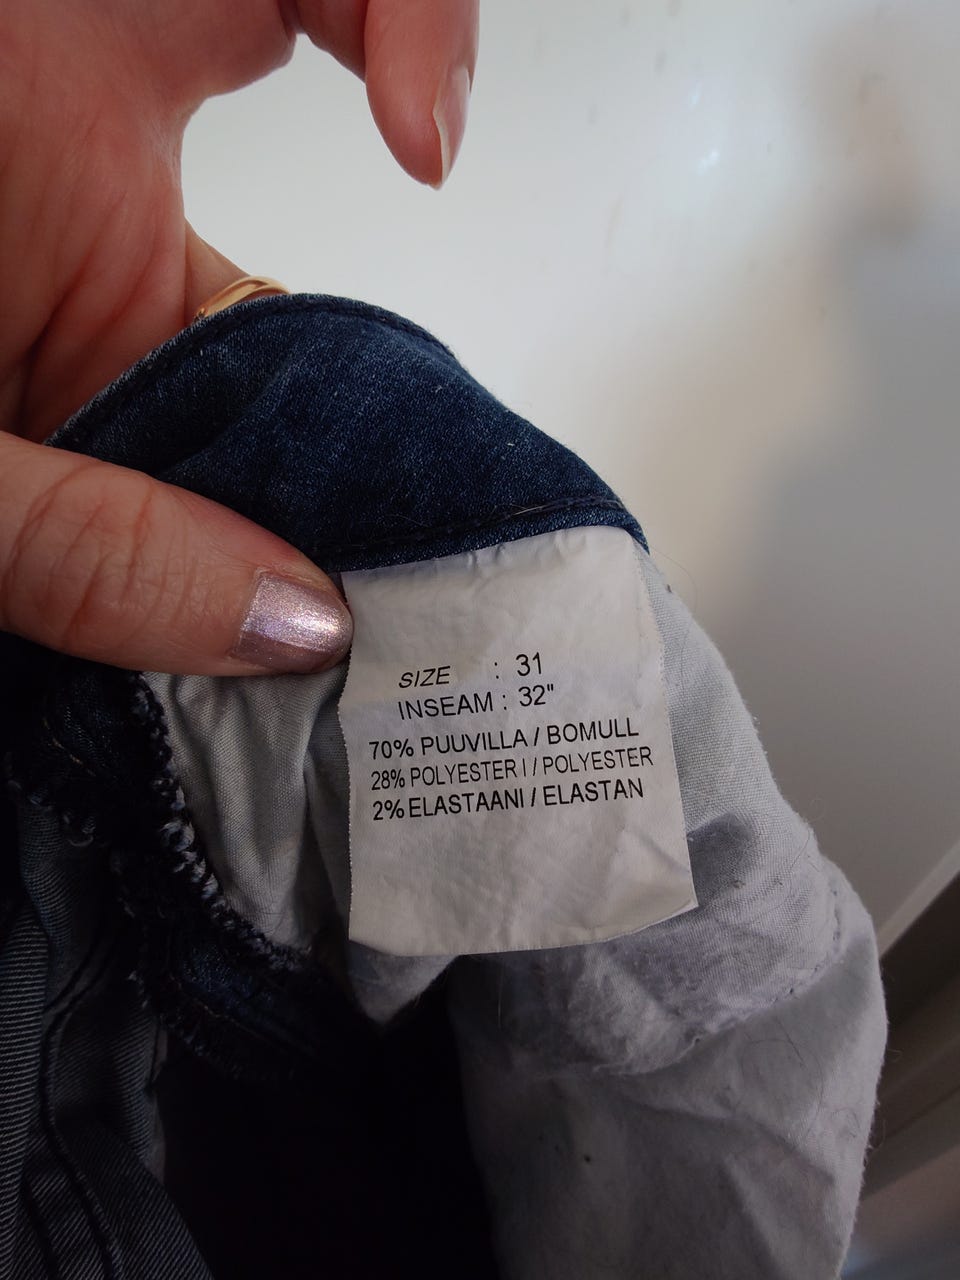 SIZE : 31
INSEAM : 32"
70% PUUVILLA / BOMULL
28% POLYESTER I / POLYESTER
2% ELASTAANI / ELASTAN